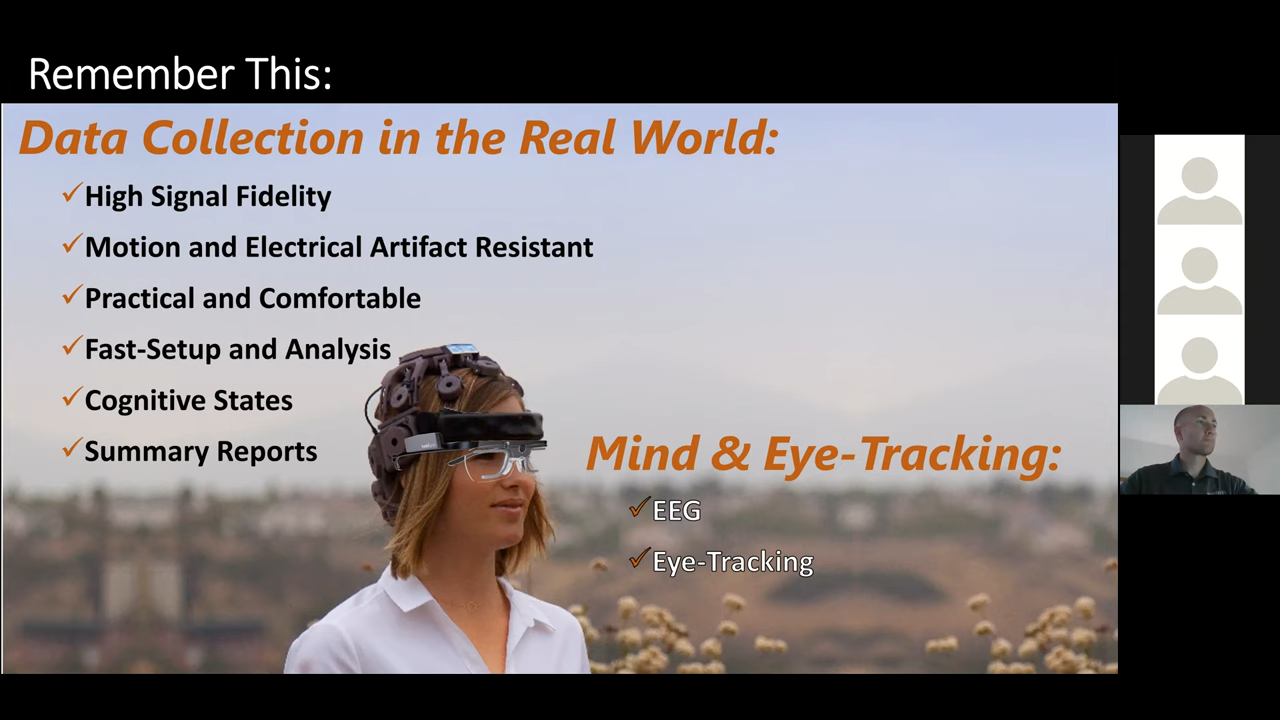 Remember This:
Data Collection in the Real World:
✓High Signal Fidelity
✓Motion and Electrical Artifact Resistant
✓Practical and Comfortable
✓Fast-Setup and Analysis
✓Cognitive States
✓Summary Reports
Mind & Eye-Tracking:
✓EEG
✓Eye-Tracking